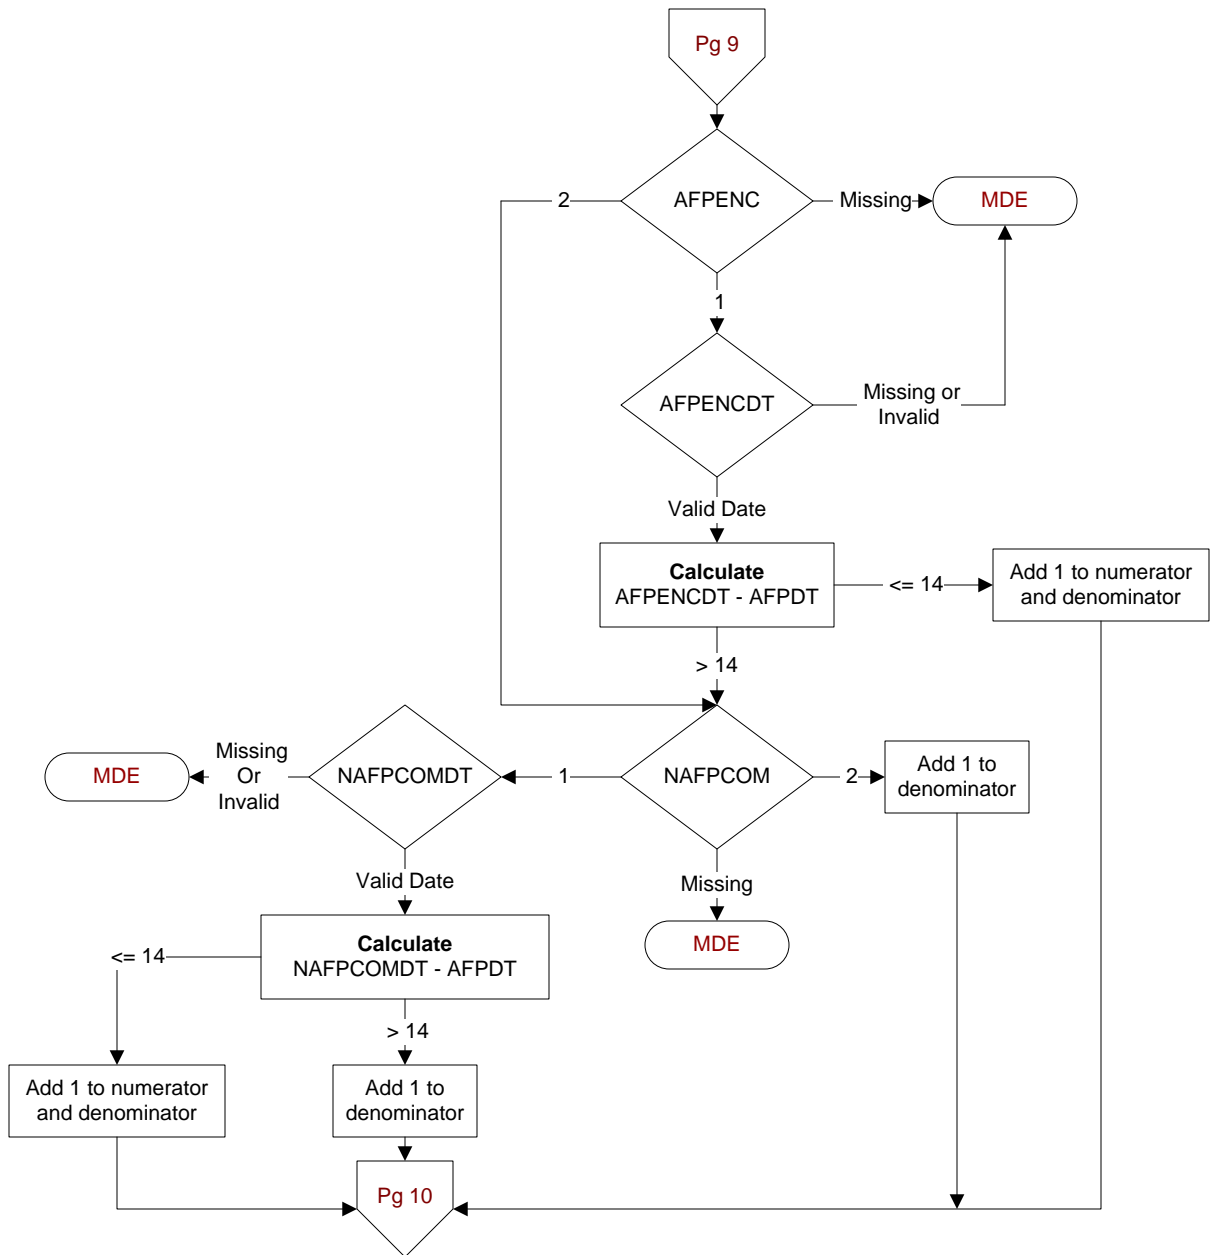 Pg 9
AFPENC
2
Missing
MDE
1
AFPENCDT
Missing or
Invalid
Valid Date
Calculate
AFPENCDT - AFPDT
<= 14
Add 1 to numerator
and denominator
> 14
NAFPCOM
1
2
Add 1 to
denominator
NAFPCOMDT
Missing
Or
Invalid
MDE
Missing
MDE
Valid Date
Calculate
NAFPCOMDT - AFPDT
<= 14
> 14
Add 1 to numerator
and denominator
Add 1 to
denominator
Pg 10